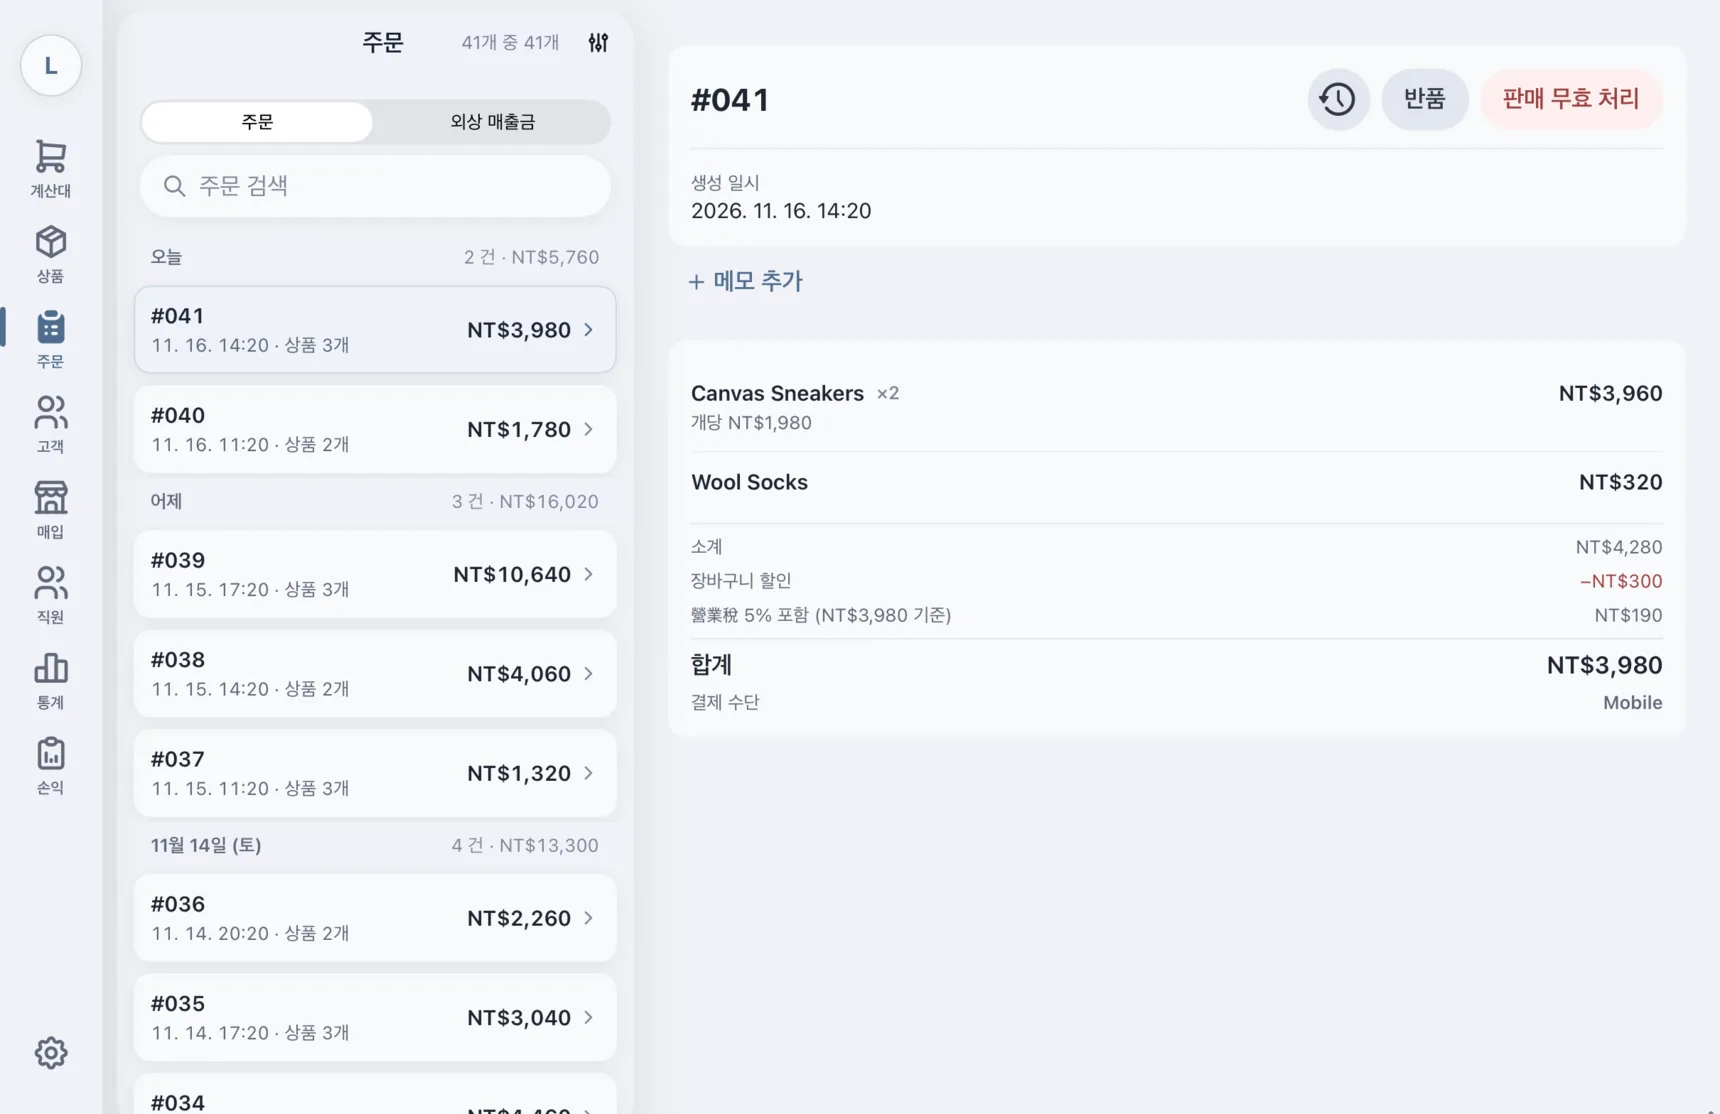 L
계산대
상품
주문
고객
매입
직원
통계
손익
주문
41개 중 41개
주문
외상 매출금
주문 검색
오늘
2 건 · NT$5,760
#041
11. 16. 14:20 · 상품 3개
NT$3,980
#040
11. 16. 11:20 · 상품 2개
NT$1,780
어제
3 건 · NT$16,020
#039
11. 15. 17:20 · 상품 3개
NT$10,640
#038
11. 15. 14:20 · 상품 2개
NT$4,060
#037
11. 15. 11:20 · 상품 3개
NT$1,320
11월 14일 (토)
4 건 · NT$13,300
#036
11. 14. 20:20 · 상품 2개
NT$2,260
#035
11. 14. 17:20 · 상품 3개
NT$3,040
#034
NT$4,460
#041
반품
판매 무효 처리
생성 일시
2026. 11. 16. 14:20
+ 메모 추가
Canvas Sneakers ×2
NT$3,960
개당 NT$1,980
Wool Socks
NT$320
소계
NT$4,280
장바구니 할인
−NT$300
營業稅 5% 포함 (NT$3,980 기준)
NT$190
합계
NT$3,980
결제 수단
Mobile